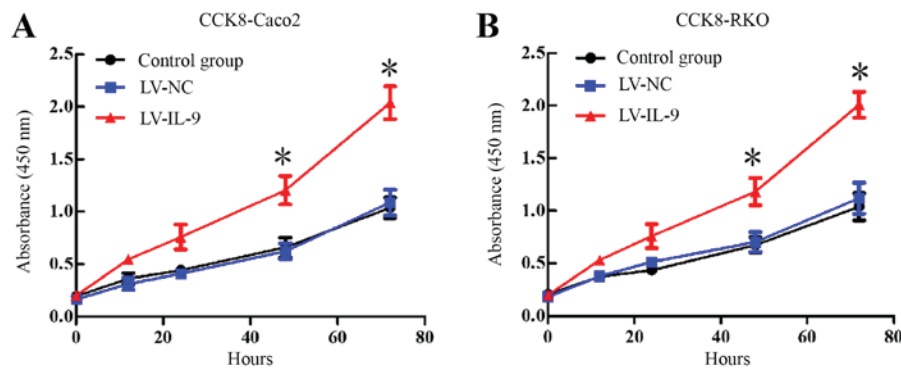 A
CCK8-Caco2
Control group
LV-NC
LV-IL-9
*
*
Absorbance (450 nm)
2.5
2.0
1.5
1.0
0.5
0.0
0
20
40
60
80
Hours
B
CCK8-RKO
Control group
LV-NC
LV-IL-9
*
*
Absorbance (450 nm)
2.5
2.0
1.5
1.0
0.5
0.0
0
20
40
60
80
Hours